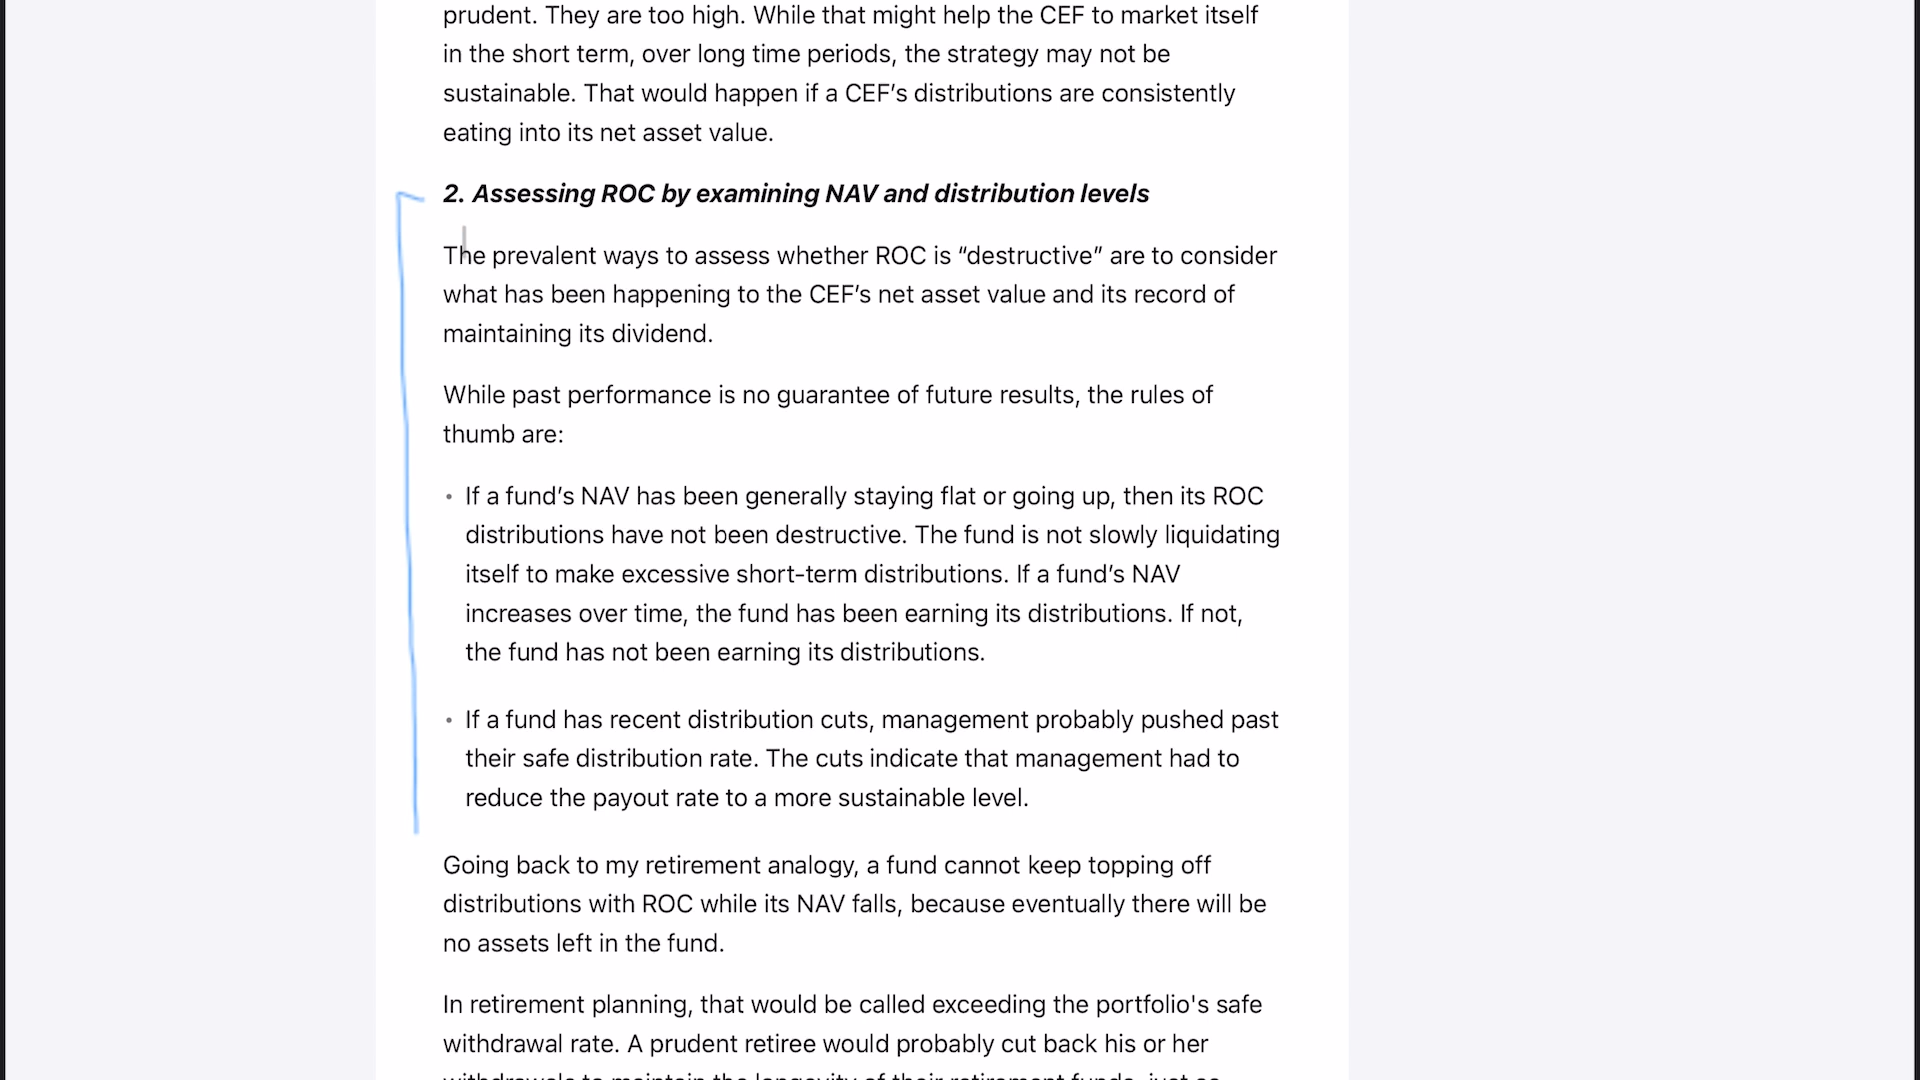 prudent. They are too high. While that might help the CEF to market itself
in the short term, over long time periods, the strategy may not be
sustainable. That would happen if a CEF’s distributions are consistently
eating into its net asset value.
2. Assessing ROC by examining NAV and distribution levels
The prevalent ways to assess whether ROC is “destructive” are to consider
what has been happening to the CEF’s net asset value and its record of
maintaining its dividend.
While past performance is no guarantee of future results, the rules of
thumb are:
• If a fund’s NAV has been generally staying flat or going up, then its ROC
distributions have not been destructive. The fund is not slowly liquidating
itself to make excessive short-term distributions. If a fund’s NAV
increases over time, the fund has been earning its distributions. If not,
the fund has not been earning its distributions.
• If a fund has recent distribution cuts, management probably pushed past
their safe distribution rate. The cuts indicate that management had to
reduce the payout rate to a more sustainable level.
Going back to my retirement analogy, a fund cannot keep topping off
distributions with ROC while its NAV falls, because eventually there will be
no assets left in the fund.
In retirement planning, that would be called exceeding the portfolio's safe
withdrawal rate. A prudent retiree would probably cut back his or her
withdrawals to maintain the longevity of their retirement funds, just as